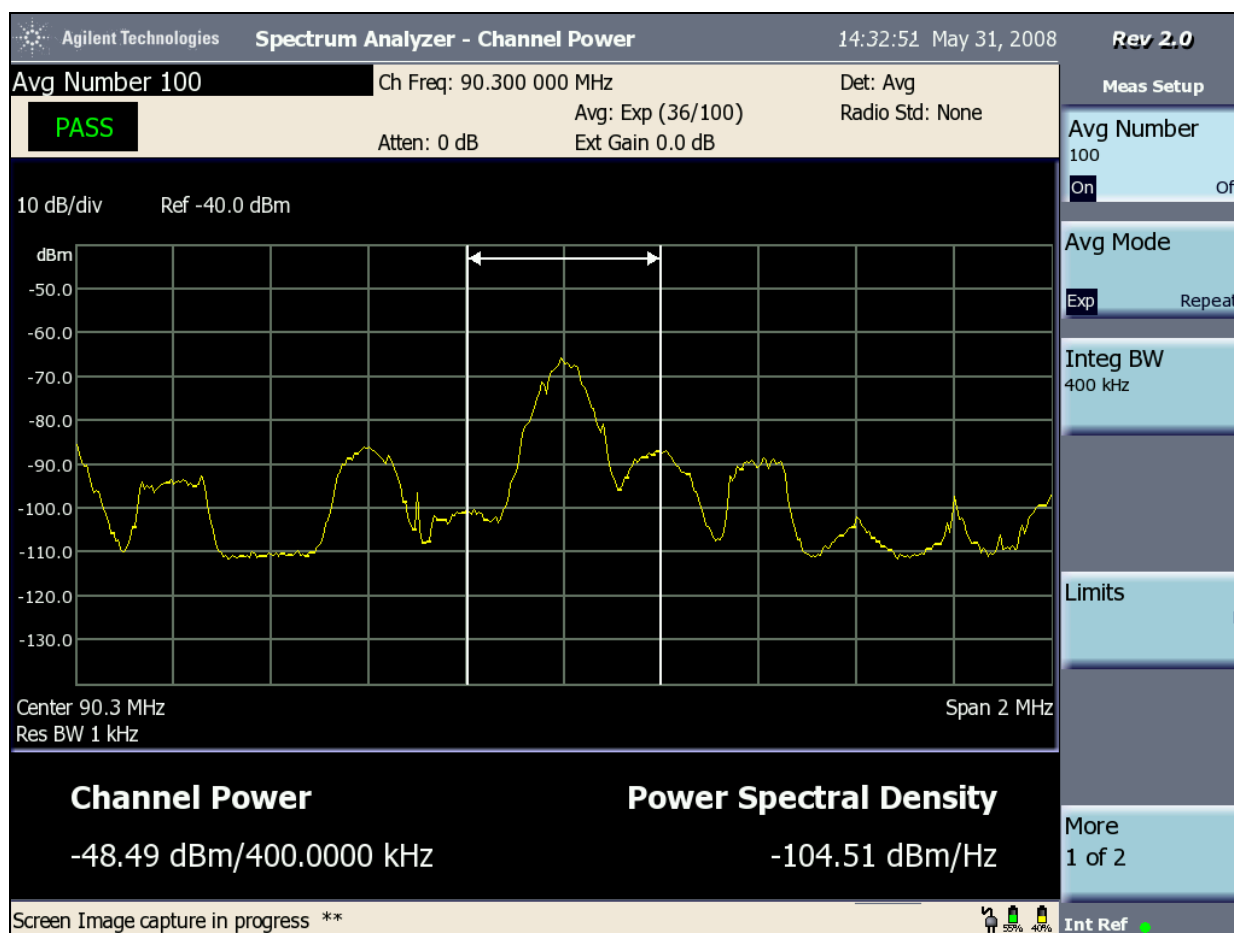 Agilent Technologies Spectrum Analyzer - Channel Power 14:32:52 May 31, 2008 Rev 2.0
Avg Number 100 Ch Freq: 90.300 000 MHz Det: Avg
PASS Avg: Exp (36/100) Radio Std: None
Atten: 0 dB Ext Gain 0.0 dB
10 dB/div Ref -40.0 dBm
dBm
-50.0
-60.0
-70.0
-80.0
-90.0
-100.0
-110.0
-120.0
-130.0
Center 90.3 MHz Span 2 MHz
Res BW 1 kHz
Channel Power Power Spectral Density
-48.49 dBm/400.0000 kHz -104.51 dBm/Hz
Screen Image capture in progress **
55% 40%
Meas Setup
Avg Number
100
On Of
Avg Mode
Exp Repeat
Integ BW
400 kHz
Limits
More
1 of 2
Int Ref